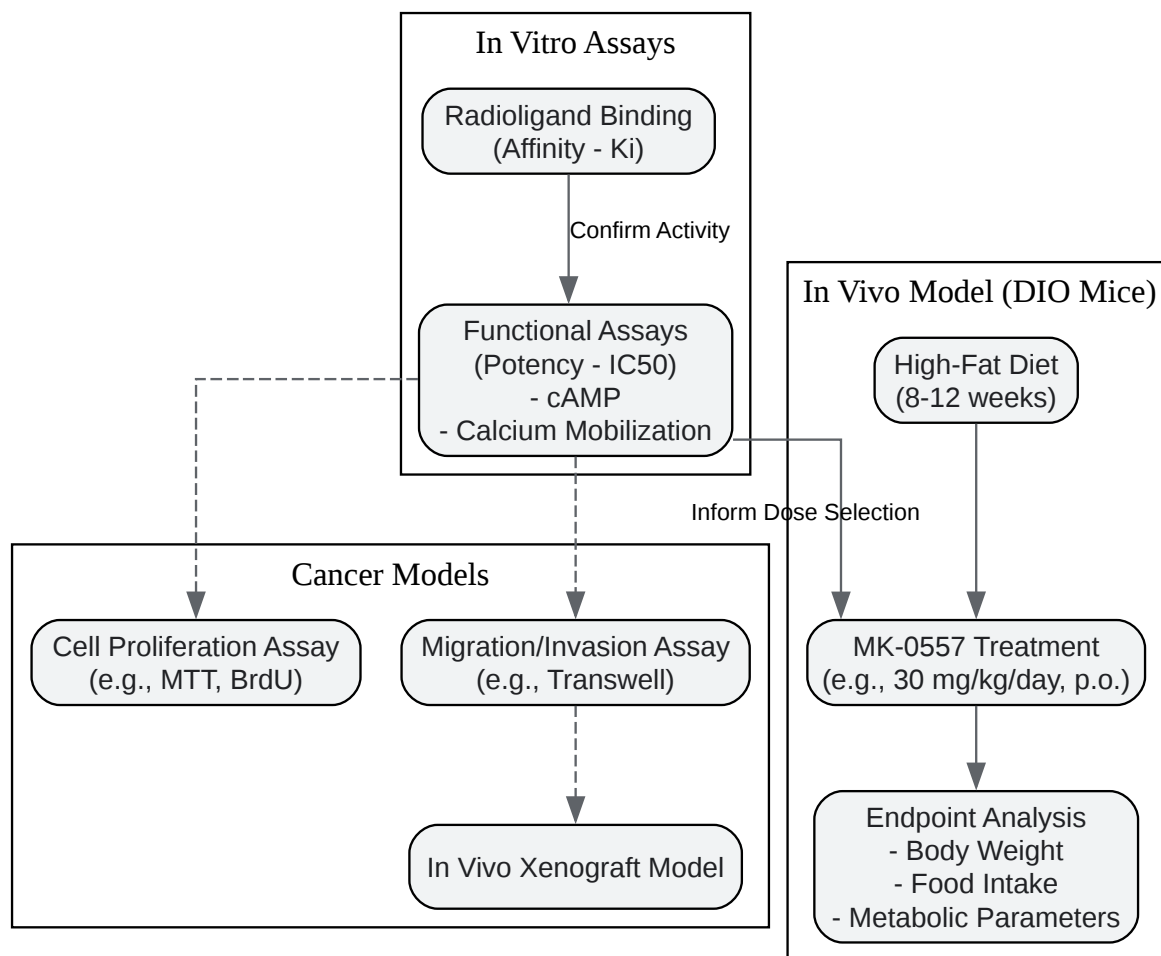 In Vitro Assays
Radioligand Binding
(Affinity - Ki)
Confirm Activity
Functional Assays
(Potency - IC50)
- cAMP
- Calcium Mobilization
In Vivo Model (DIO Mice)
High-Fat Diet
(8-12 weeks)
Inform Dose Selection
Cancer Models
Cell Proliferation Assay
(e.g., MTT, BrdU)
Migration/Invasion Assay
(e.g., Transwell)
In Vivo Xenograft Model
MK-0557 Treatment
(e.g., 30 mg/kg/day, p.o.)
Endpoint Analysis
- Body Weight
- Food Intake
- Metabolic Parameters